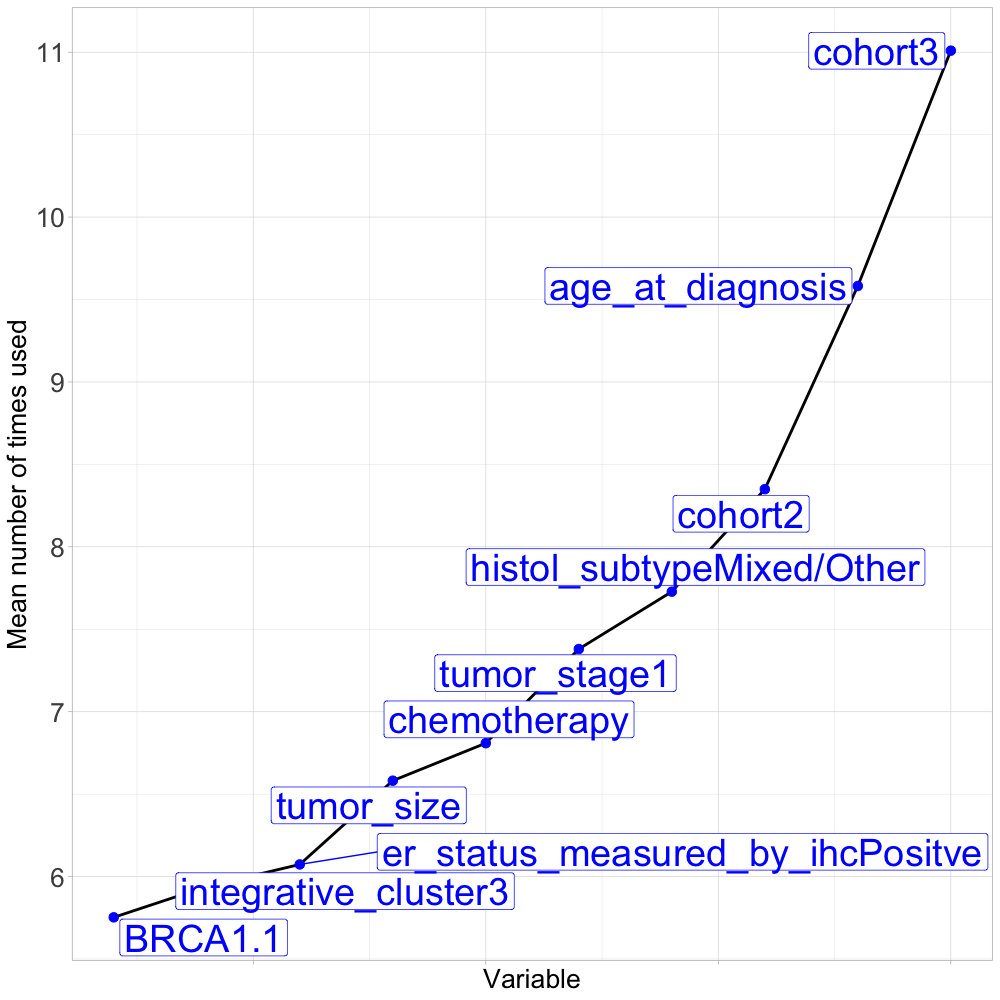 11
cohort3
10
age_at_diagnosis
9
cohort2
8
histol_subtypeMixed/Other
tumor_stage1
7
chemotherapy
tumor_size
er_status_measured_by_ihcPositve
6
integrative_cluster3
BRCA1.1
Mean number of times used
Variable